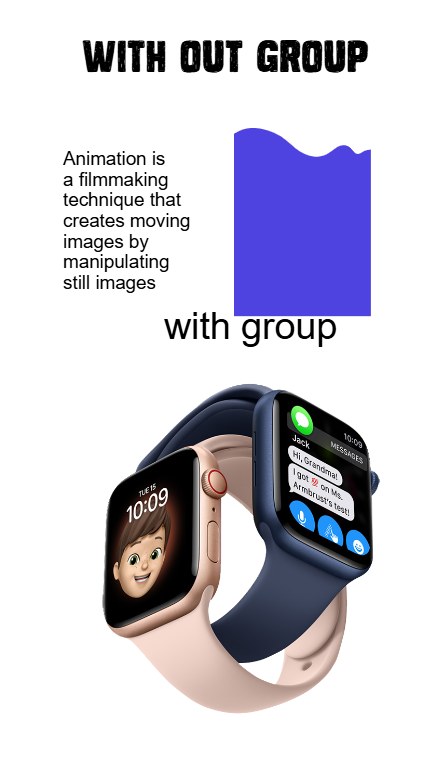 WITH OUT GROUP
Animation is
a filmmaking
technique that
creates moving
images by
manipulating
still images
with group
10:09
MESSAGES
Jack
Hi, Grandma!
I got 💯 on Ms.
Armbrust's test!
TUE 15
10:09